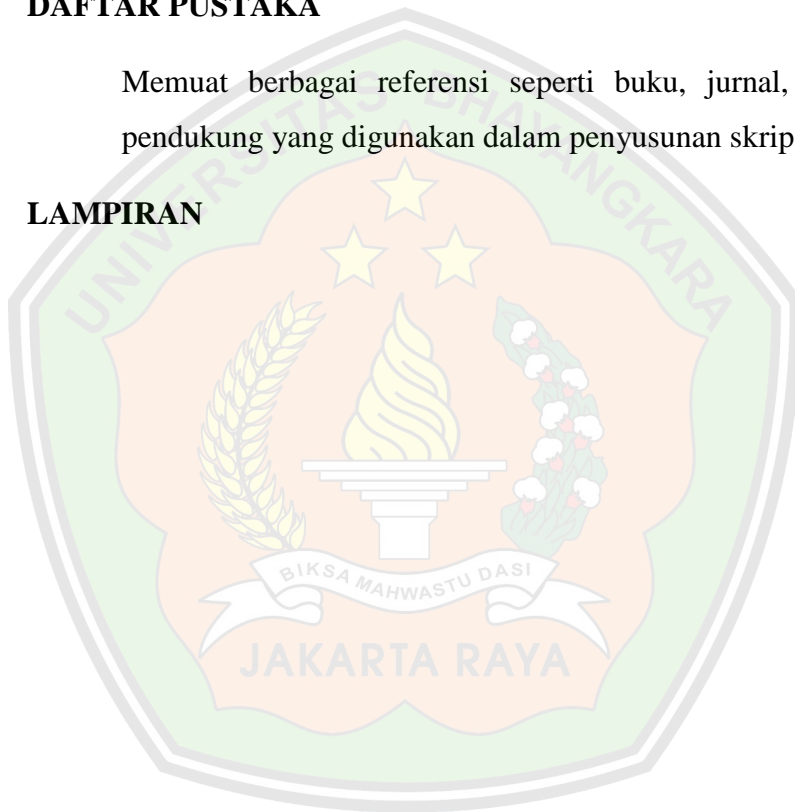 DAFTAR PUSTAKA
Memuat berbagai referensi seperti buku, jurnal,
pendukung yang digunakan dalam penyusunan skrip
LAMPIRAN
UNIVERSITAS BHAYANGKARA
BIKSA MAHWASTU DASI
JAKARTA RAYA